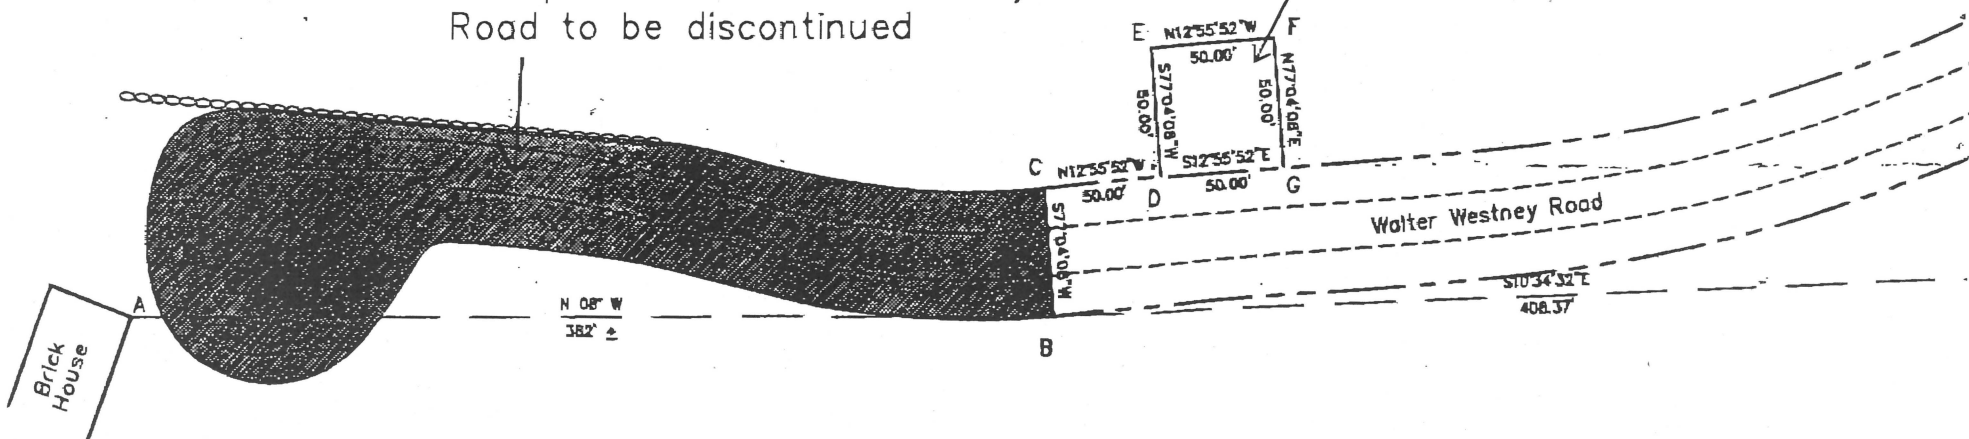 Road to be discontinued
E N12°55'52"W F
50.00'
S77°04'08"W
50.00'
N77°04'08"E
50.00'
C N12°55'52"W
50.00'
D
S12°55'52"E
50.00'
G
S77°04'08"W
Walter Westney Road
A
N 08° W
382' ±
B
S10°34'32"E
408.37'
Brick
House